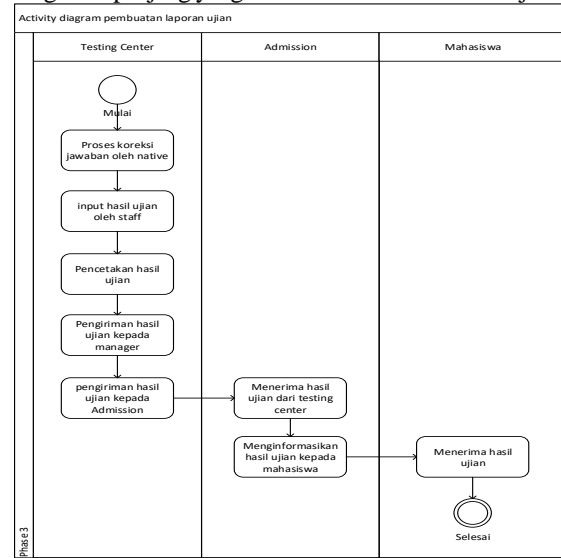 Activity diagram pembuatan laporan ujian
Testing Center
Admission
Mahasiswa
Mulai
Proses koreksi
jawaban oleh native
input hasil ujian
oleh staff
Pencetakan hasil
ujian
Pengiriman hasil
ujian kepada
manager
pengiriman hasil
ujian kepada
Admission
Menerima hasil
ujian dari testing
center
Menginformasikan
hasil ujian kepada
mahasiswa
Menerima hasil
ujian
Selesai
Phase 3